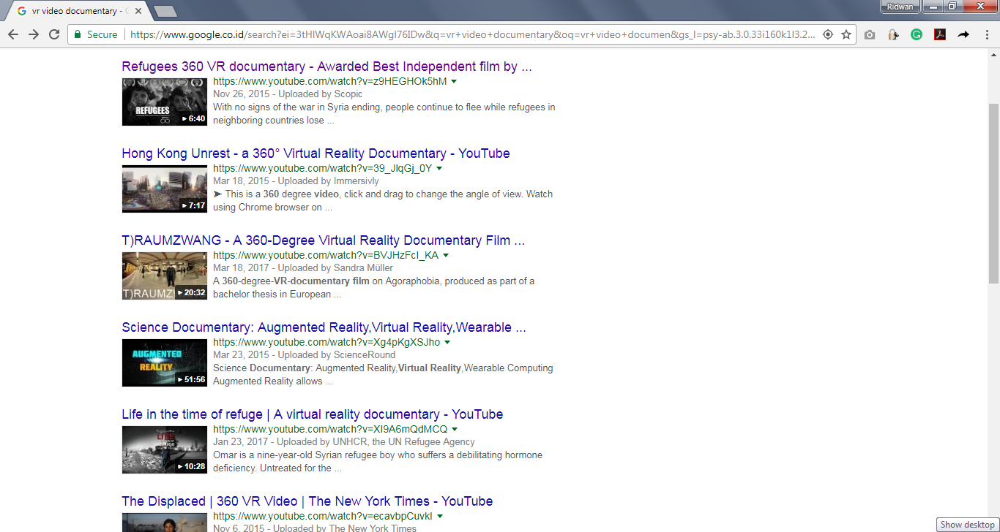 vr video documentary - G
Ridwan
Secure
https://www.google.co.id/search?ei=3tHlWqKWAoai8AWgl76IDw&q=vr+video+documentary&oq=vr+video+documen&gs_l=psy-ab.3.0.33i160k1l3.2...
Refugees 360 VR documentary - Awarded Best Independent film by ...
REFUGEES
6:40
https://www.youtube.com/watch?v=z9HEGHOk5hM
Nov 26, 2015 - Uploaded by Scopic
With no signs of the war in Syria ending, people continue to flee while refugees in
neighboring countries lose ...
Hong Kong Unrest - a 360° Virtual Reality Documentary - YouTube
7:17
https://www.youtube.com/watch?v=39_JlqGj_0Y
Mar 18, 2015 - Uploaded by Immersivly
➤ This is a 360 degree video, click and drag to change the angle of view. Watch
using Chrome browser on ...
T)RAUMZWANG - A 360-Degree Virtual Reality Documentary Film ...
T)RAUMZ
20:32
https://www.youtube.com/watch?v=BVJHzFcI_KA
Mar 18, 2017 - Uploaded by Sandra Müller
A 360-degree-VR-documentary film on Agoraphobia, produced as part of a
bachelor thesis in European ...
Science Documentary: Augmented Reality,Virtual Reality,Wearable ...
AUGMENTED
REALITY
51:56
https://www.youtube.com/watch?v=Xg4pKgXSJho
Mar 23, 2015 - Uploaded by ScienceRound
Science Documentary: Augmented Reality,Virtual Reality,Wearable Computing
Augmented Reality allows ...
Life in the time of refuge | A virtual reality documentary - YouTube
LIFE
10:28
https://www.youtube.com/watch?v=XI9A6mQdMCQ
Jan 23, 2017 - Uploaded by UNHCR, the UN Refugee Agency
Omar is a nine-year-old Syrian refugee boy who suffers a debilitating hormone
deficiency. Untreated for the ...
The Displaced | 360 VR Video | The New York Times - YouTube
https://www.youtube.com/watch?v=ecavbpCuvkI
Nov 6, 2015 - Uploaded by The New York Times
Show desktop